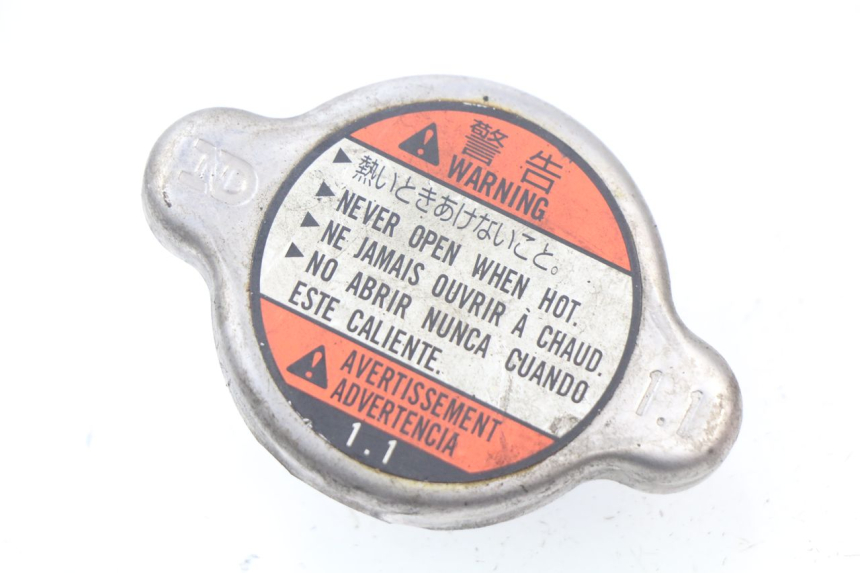 警告
WARNING
▶熱いときあけないこと。
▶NEVER OPEN WHEN HOT.
▶NE JAMAIS OUVRIR À CHAUD.
▶NO ABRIR NUNCA CUANDO
ESTE CALIENTE.
AVERTISSEMENT
ADVERTENCIA
1.1
1.1